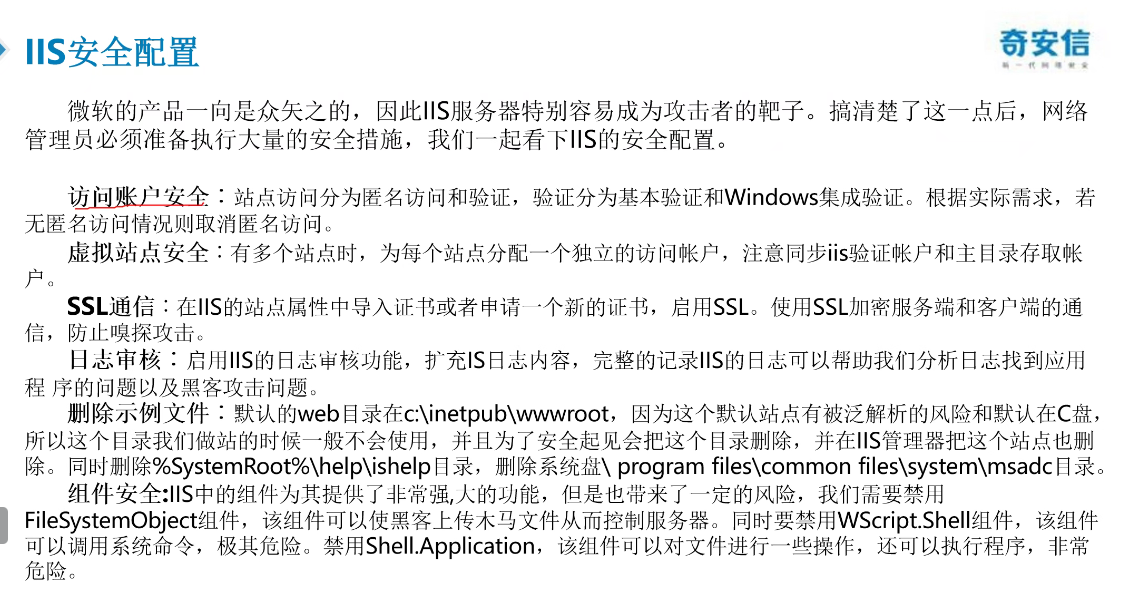 IIS安全配置
奇安信
新一代网络安全
微软的产品一向是众矢之的，因此IIS服务器特别容易成为攻击者的靶子。搞清楚了这一点后，网络
管理员必须准备执行大量的安全措施，我们一起看下IIS的安全配置。
访问账户安全：站点访问分为匿名访问和验证，验证分为基本验证和Windows集成验证。根据实际需求，若
无匿名访问情况则取消匿名访问。
虚拟站点安全：有多个站点时，为每个站点分配一个独立的访问帐户，注意同步iis验证帐户和主目录存取帐
户。
SSL通信：在IIS的站点属性中导入证书或者申请一个新的证书，启用SSL。使用SSL加密服务端和客户端的通
信，防止嗅探攻击。
日志审核：启用IIS的日志审核功能，扩充IS日志内容，完整的记录IIS的日志可以帮助我们分析日志找到应用
程 序的问题以及黑客攻击问题。
删除示例文件：默认的web目录在c:\inetpub\wwwroot，因为这个默认站点有被泛解析的风险和默认在C盘，
所以这个目录我们做站的时候一般不会使用，并且为了安全起见会把这个目录删除，并在IIS管理器把这个站点也删
除。同时删除%SystemRoot%\help\ishelp目录，删除系统盘\ program files\common files\system\msadc目录。
组件安全:IIS中的组件为其提供了非常强,大的功能，但是也带来了一定的风险，我们需要禁用
FileSystemObject组件，该组件可以使黑客上传木马文件从而控制服务器。同时要禁用WScript.Shell组件，该组件
可以调用系统命令，极其危险。禁用Shell.Application，该组件可以对文件进行一些操作，还可以执行程序，非常
危险。